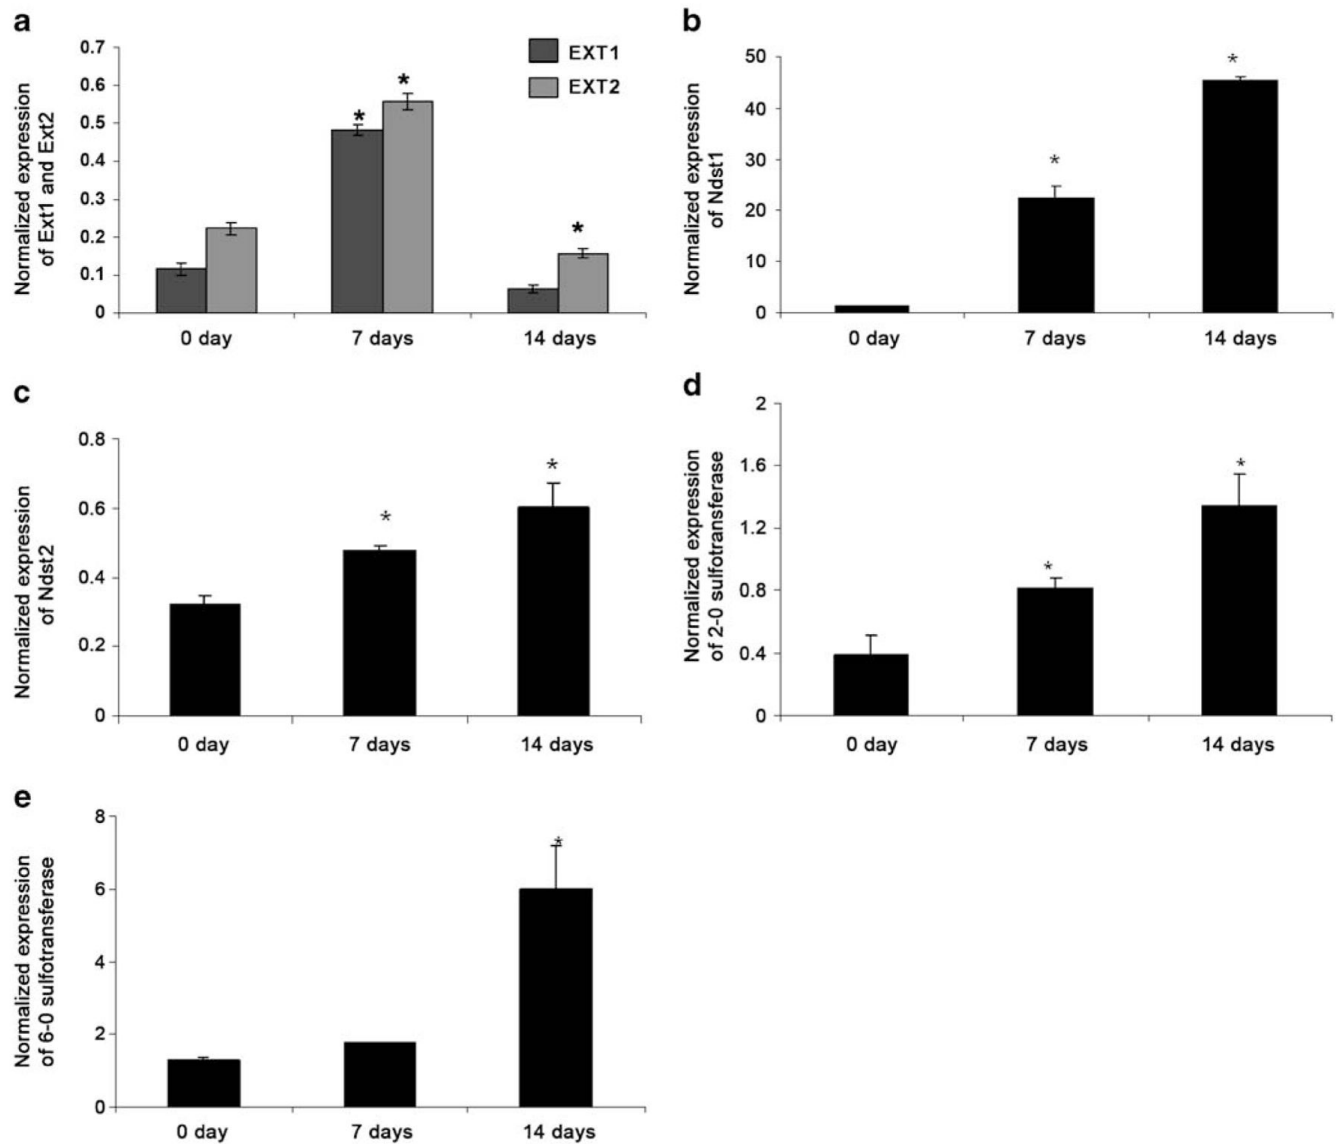 a
Normalized expression
of Ext1 and Ext2
0.7
0.6
0.5
0.4
0.3
0.2
0.1
0
EXT1
EXT2
*
*
*
0 day 7 days 14 days
b
Normalized expression
of Ndst1
50
40
30
20
10
0
*
*
0 day 7 days 14 days
c
Normalized expression
of Ndst2
0.8
0.6
0.4
0.2
0
*
*
0 day 7 days 14 days
d
Normalized expression
of 2-0 sulfotransferase
2
1.6
1.2
0.8
0.4
0
*
*
0 day 7 days 14 days
e
Normalized expression
of 6-0 sulfotransferase
8
6
4
2
0
*
0 day 7 days 14 days